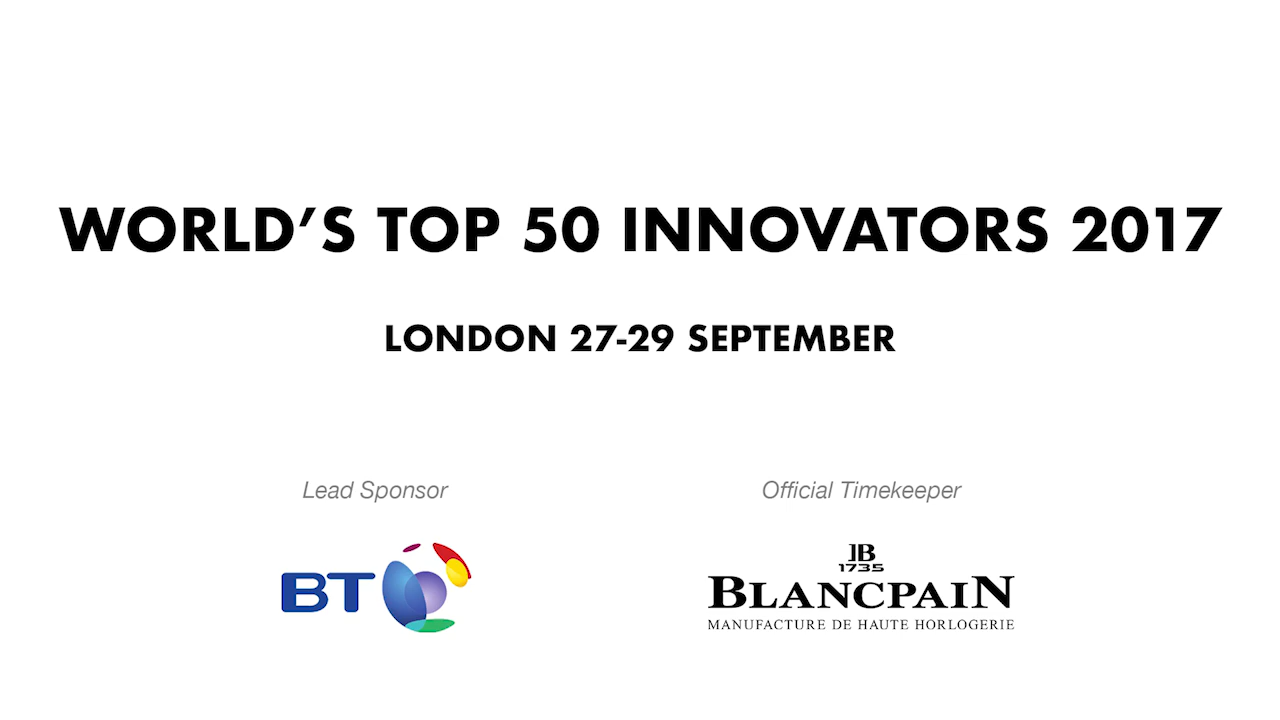 WORLD’S TOP 50 INNOVATORS 2017
LONDON 27-29 SEPTEMBER
Lead Sponsor
Official Timekeeper
BT
JB
1735
BLANCPAIN
MANUFACTURE DE HAUTE HORLOGERIE